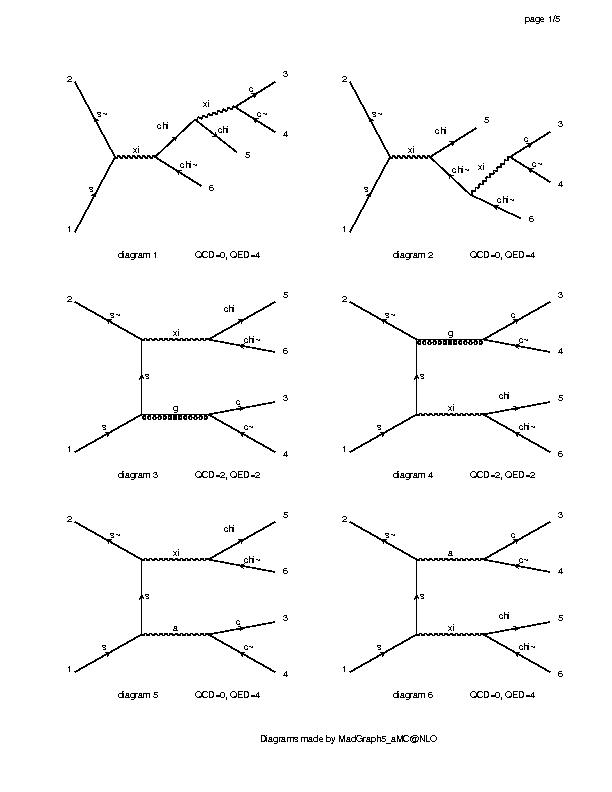 page 1/5
2
s~
s
1
xi
chi
xi
c
3
c~
4
chi
5
chi~
6
diagram 1 QCD=0, QED=4
2
s~
s
1
xi
chi
5
chi~
xi
c
3
c~
4
chi~
6
diagram 2 QCD=0, QED=4
2
s~
xi
chi
5
chi~
6
s
g
c
3
c~
4
s
1
diagram 3 QCD=2, QED=2
2
s~
g
c
3
c~
4
s
xi
chi
5
chi~
6
s
1
diagram 4 QCD=2, QED=2
2
s~
xi
chi
5
chi~
6
s
a
c
3
c~
4
s
1
diagram 5 QCD=0, QED=4
2
s~
a
c
3
c~
4
s
xi
chi
5
chi~
6
s
1
diagram 6 QCD=0, QED=4
Diagrams made by MadGraph5_aMC@NLO